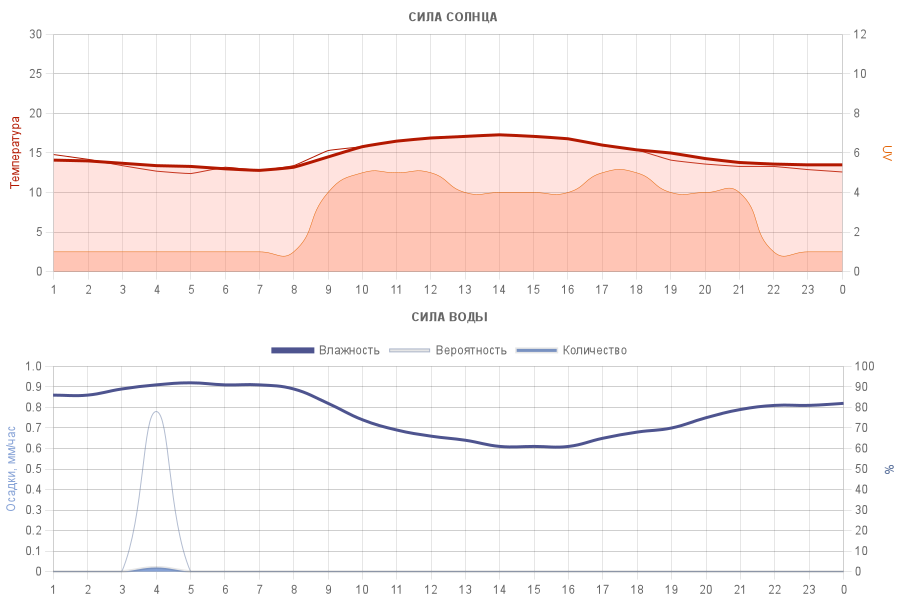 СИЛА СОЛНЦА
30 12
25 10
20 8
15 6
10 4
5 2
0 0
Температура
UV
1 2 3 4 5 6 7 8 9 10 11 12 13 14 15 16 17 18 19 20 21 22 23 0
СИЛА ВОДЫ
Влажность Вероятность Количество
1.0 100
0.9 90
0.8 80
0.7 70
0.6 60
0.5 50
0.4 40
0.3 30
0.2 20
0.1 10
0 0
Осадки, мм/час
%
1 2 3 4 5 6 7 8 9 10 11 12 13 14 15 16 17 18 19 20 21 22 23 0